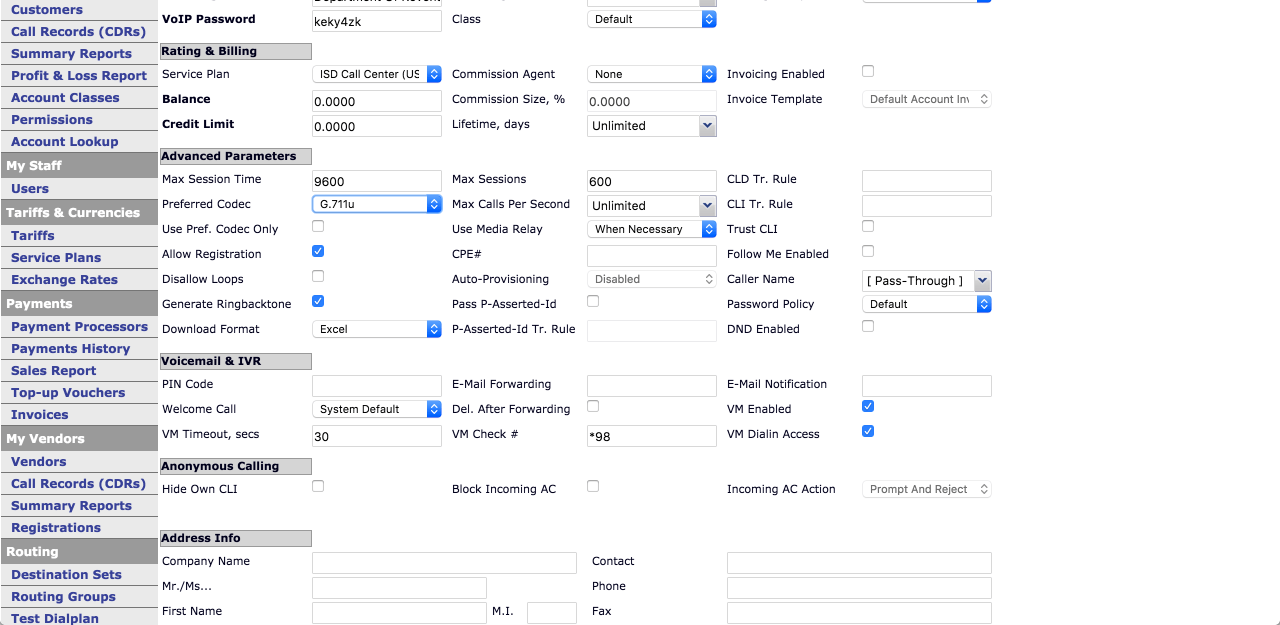 Customers
Call Records (CDRs)
Summary Reports
Profit & Loss Report
Account Classes
Permissions
Account Lookup
My Staff
Users
Tariffs & Currencies
Tariffs
Service Plans
Exchange Rates
Payments
Payment Processors
Payments History
Sales Report
Top-up Vouchers
Invoices
My Vendors
Vendors
Call Records (CDRs)
Summary Reports
Registrations
Routing
Destination Sets
Routing Groups
Test Dialplan
VoIP Password keky4zk Class Default
Rating & Billing
Service Plan ISD Call Center (US Commission Agent None Invoicing Enabled
Balance 0.0000 Commission Size, % 0.0000 Invoice Template Default Account Inv
Credit Limit 0.0000 Lifetime, days Unlimited
Advanced Parameters
Max Session Time 9600 Max Sessions 600 CLD Tr. Rule
Preferred Codec G.711u Max Calls Per Second Unlimited CLI Tr. Rule
Use Pref. Codec Only Use Media Relay When Necessary Trust CLI
Allow Registration CPE# Follow Me Enabled
Disallow Loops Auto-Provisioning Disabled Caller Name [ Pass-Through ]
Generate Ringbacktone Pass P-Asserted-Id Password Policy Default
Download Format Excel P-Asserted-Id Tr. Rule DND Enabled
Voicemail & IVR
PIN Code E-Mail Forwarding E-Mail Notification
Welcome Call System Default Del. After Forwarding VM Enabled
VM Timeout, secs 30 VM Check # *98 VM Dialin Access
Anonymous Calling
Hide Own CLI Block Incoming AC Incoming AC Action Prompt And Reject
Address Info
Company Name Contact
Mr./Ms... Phone
First Name M.I. Fax